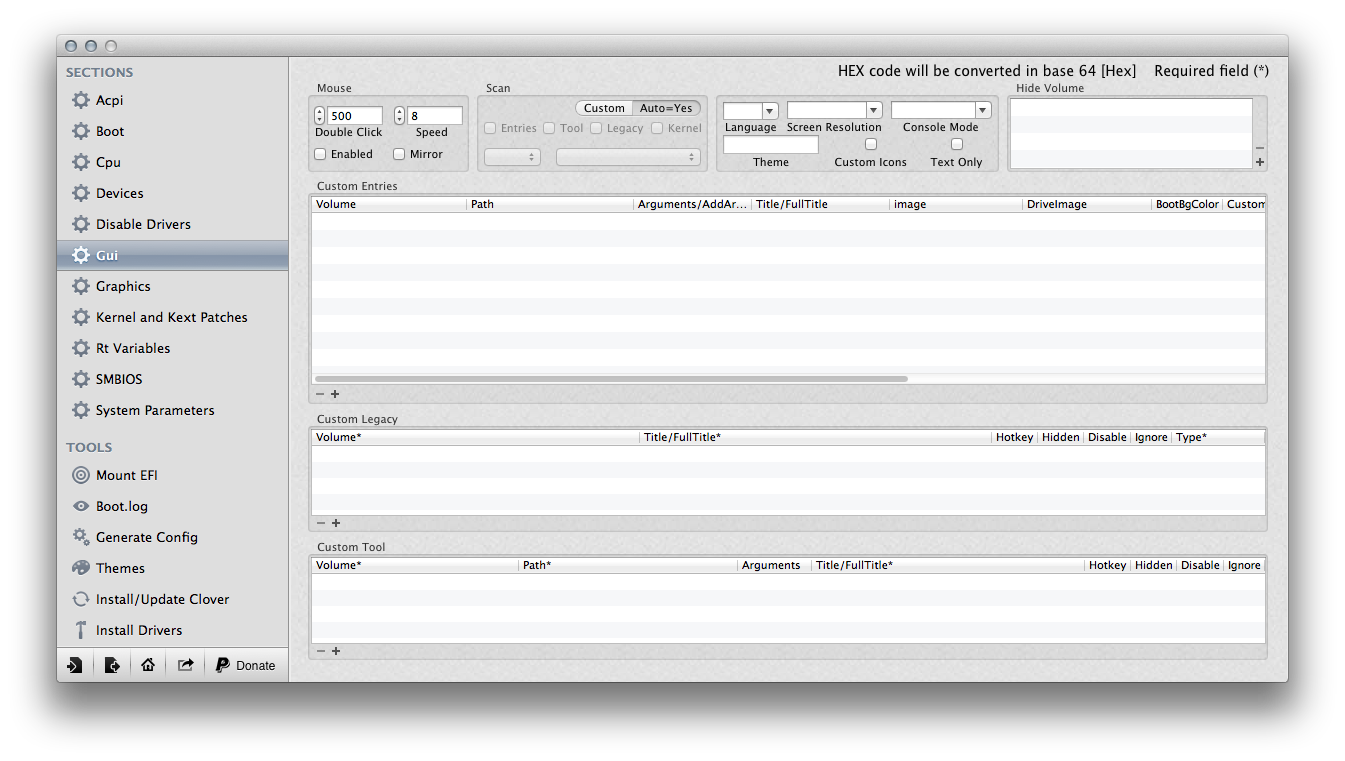 SECTIONS
Acpi
Boot
Cpu
Devices
Disable Drivers
Gui
Graphics
Kernel and Kext Patches
Rt Variables
SMBIOS
System Parameters
TOOLS
Mount EFI
Boot.log
Generate Config
Themes
Install/Update Clover
Install Drivers
Donate
HEX code will be converted in base 64 [Hex] Required field (*)
Mouse
500 8
Double Click Speed
Enabled Mirror
Scan
Custom Auto=Yes
Entries Tool Legacy Kernel
Language Screen Resolution Console Mode
Theme Custom Icons Text Only
Hide Volume
Custom Entries
Volume Path Arguments/AddAr... Title/FullTitle image DriveImage BootBgColor Custom
Custom Legacy
Volume* Title/FullTitle* Hotkey Hidden Disable Ignore Type*
Custom Tool
Volume* Path* Arguments Title/FullTitle* Hotkey Hidden Disable Ignore